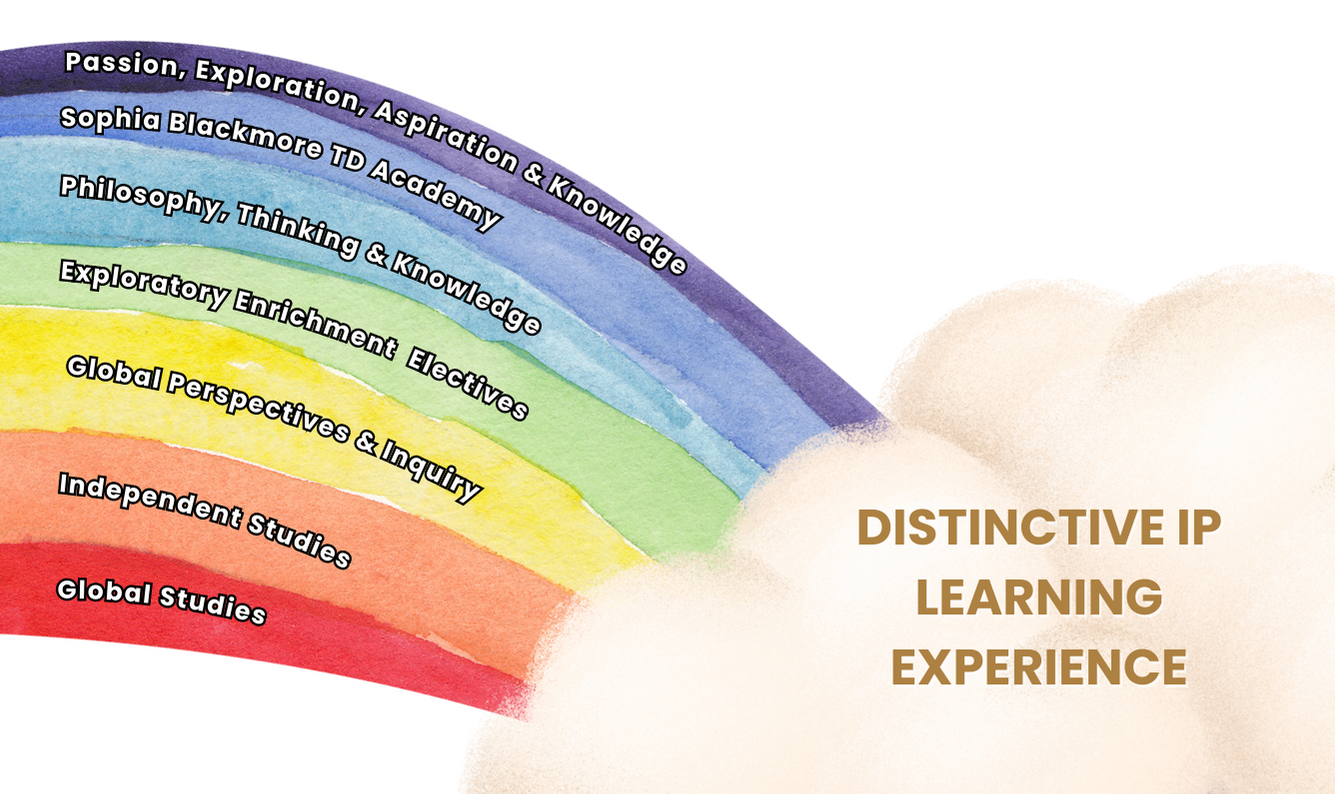 Passion, Exploration, Aspiration & Knowledge
Sophia Blackmore TD Academy
Philosophy, Thinking & Knowledge
Exploratory Enrichment Electives
Global Perspectives & Inquiry
Independent Studies
Global Studies
DISTINCTIVE IP
LEARNING
EXPERIENCE